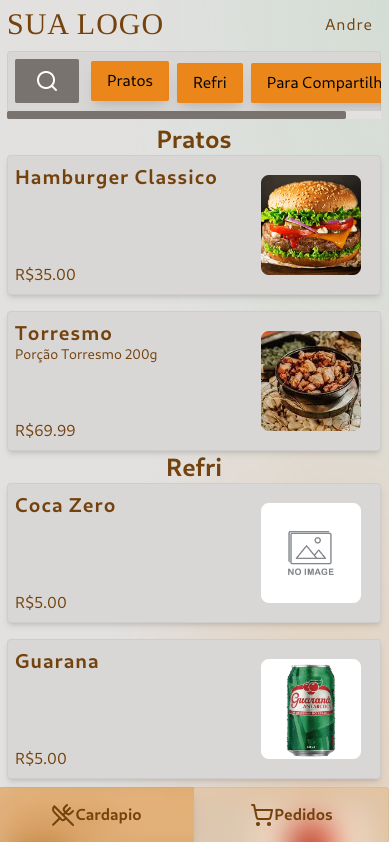 SUA LOGO
Andre
Pratos
Refri
Para Compartilh
Pratos
Hamburger Classico
R$35.00
Torresmo
Porção Torresmo 200g
R$69.99
Refri
Coca Zero
NO IMAGE
R$5.00
Guarana
Guaraná
ANTARCTICA
R$5.00
Cardapio
Pedidos